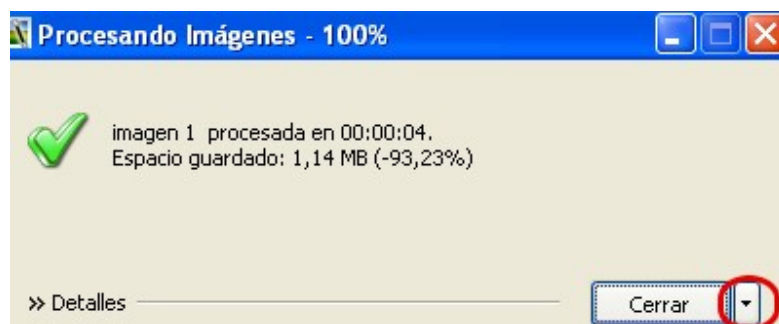 Procesando Imágenes - 100%
imagen 1 procesada en 00:00:04.
Espacio guardado: 1,14 MB (-93,23%)
>> Detalles
Cerrar